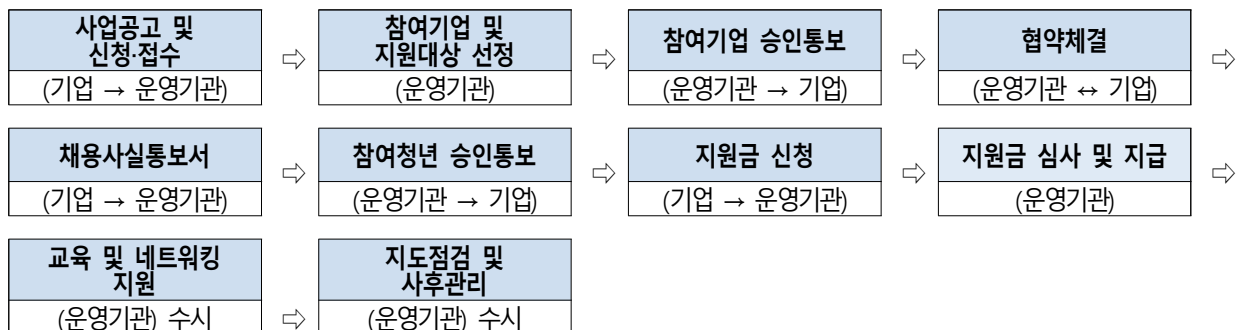 사업공고 및
신청·접수
(기업 → 운영기관)
⇨
참여기업 및
지원대상 선정
(운영기관)
⇨
참여기업 승인통보
(운영기관 → 기업)
⇨
협약체결
(운영기관 ↔ 기업)
⇨
채용사실통보서
(기업 → 운영기관)
⇨
참여청년 승인통보
(운영기관 → 기업)
⇨
지원금 신청
(기업 → 운영기관)
⇨
지원금 심사 및 지급
(운영기관)
⇨
교육 및 네트워킹
지원
(운영기관) 수시
⇨
지도점검 및
사후관리
(운영기관) 수시